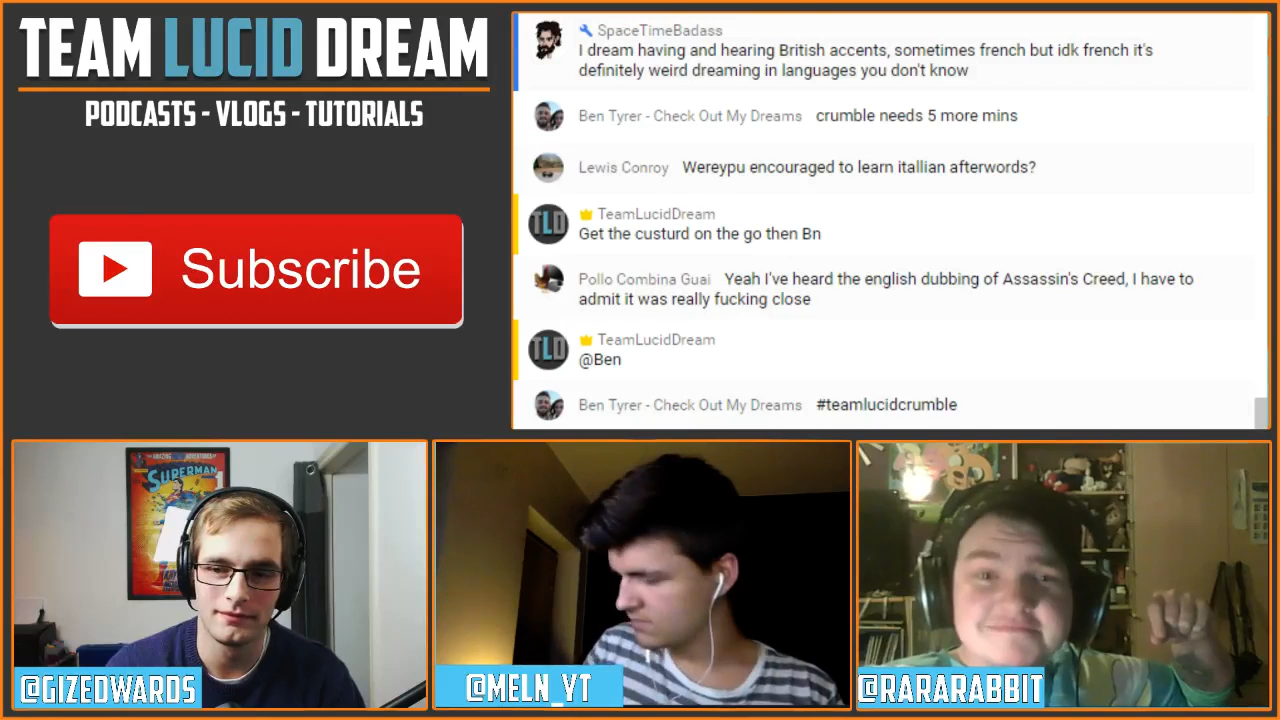 TEAM LUCID DREAM
PODCASTS - VLOGS - TUTORIALS
Subscribe
SpaceTimeBadass
I dream having and hearing British accents, sometimes french but idk french it's
definitely weird dreaming in languages you don't know
Ben Tyrer - Check Out My Dreams crumble needs 5 more mins
Lewis Conroy Wereypu encouraged to learn itallian afterwords?
TLD
TeamLucidDream
Get the custurd on the go then Bn
Pollo Combina Guai Yeah I've heard the english dubbing of Assassin's Creed, I have to
admit it was really fucking close
TLD
TeamLucidDream
@Ben
Ben Tyrer - Check Out My Dreams #teamlucidcrumble
SUPERMAN
@GIZEDWARDS
@MELN_YT
@RARARABBIT